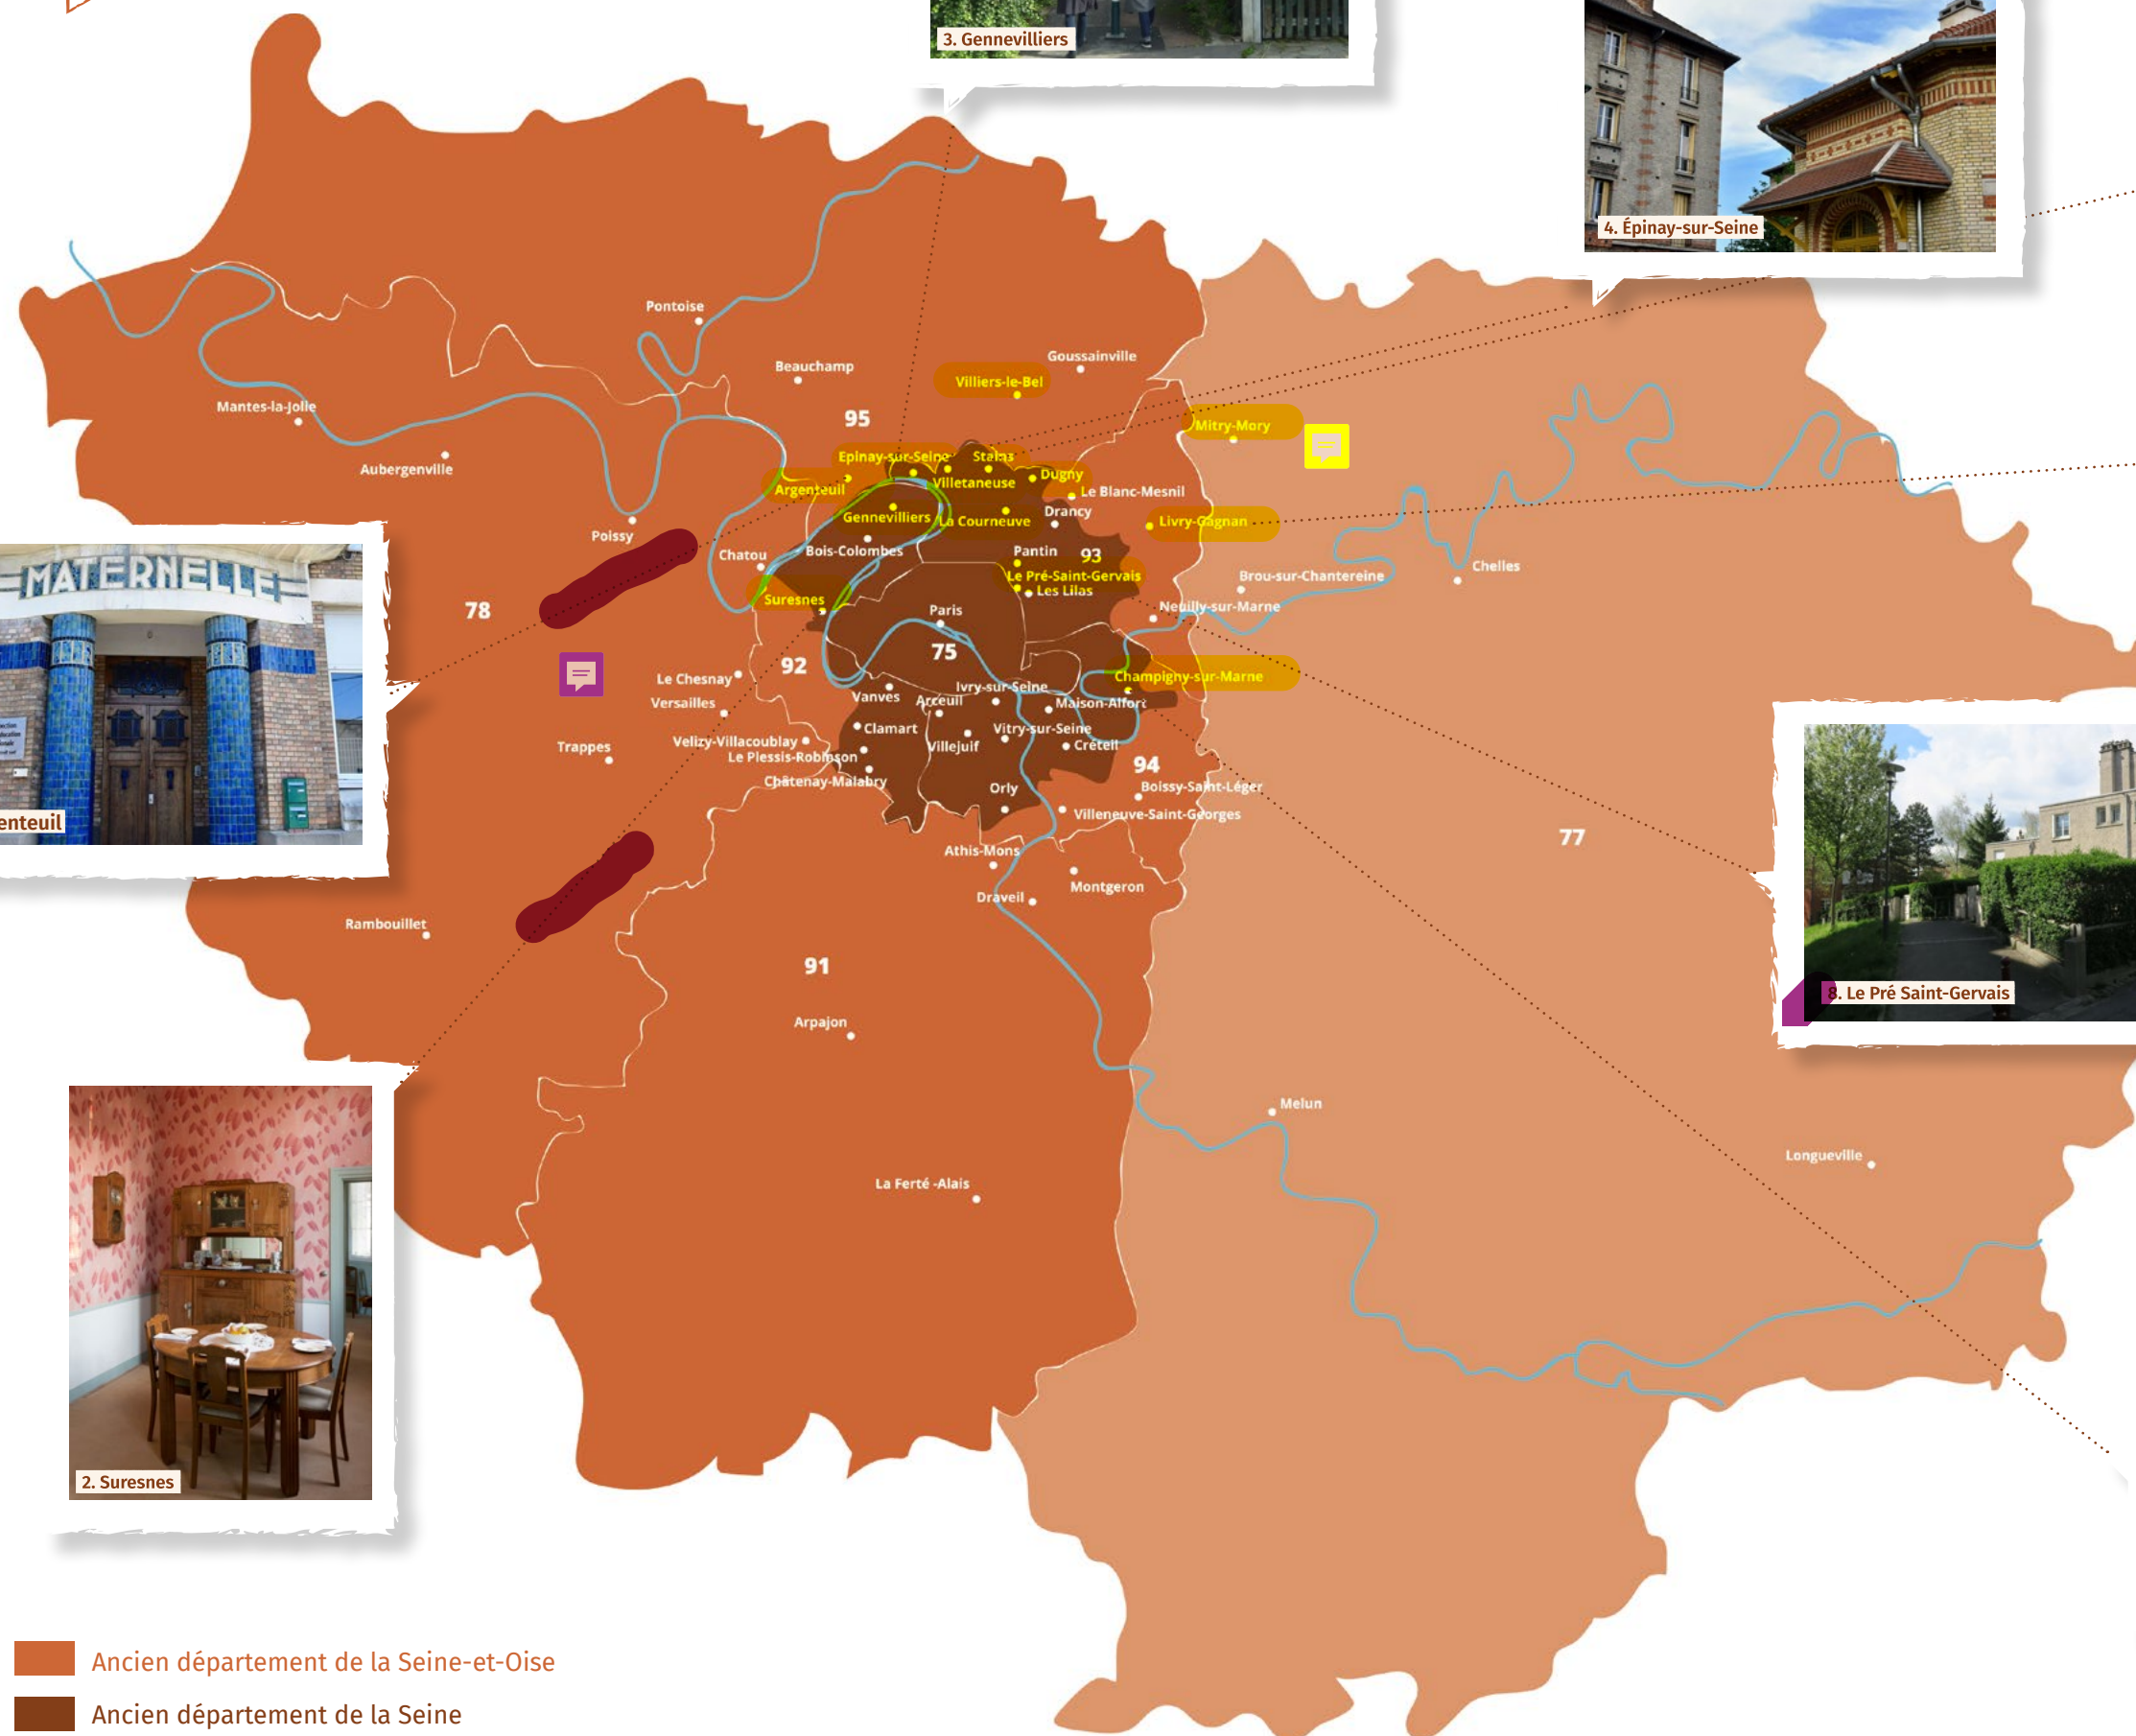 3. Gennevilliers
4. Épinay-sur-Seine
Pontoise
Goussainville
Beauchamp
Villiers-le-Bel
Mantes-la-Jolle
95
Mitry-Mory
Epinay-sur-Seine
Stains
Aubergenville
Argenteuil
Villetaneuse
Dugny
Le Blanc-Mesnil
Gennevilliers
La Courneuve
Drancy
Livry-Gagnan
Poissy
Chatou
Bois-Colombes
Pantin
93
MATERNELLE
Le Pré-Saint-Gervais
Brou-sur-Chantereine
Chelles
Les Lilas
78
Suresnes
Paris
Neuilly-sur-Marne
75
92
Le Chesnay
Champighy-sur-Marne
Versailles
Vanves
Arceuil
Ivry-sur-Seine
Maison-Alfort
Clamart
Vitry-sur-Seine
Trappes
Velizy-Villacoublay
Villejuif
Créteil
Le Plessis-Robinson
94
Châtenay-Malabry
Orly
Boissy-Saint-Léger
Villeneuve-Saint-Georges
enteuil
77
Athis-Mons
Montgeron
Draveil
Rambouillet
91
8. Le Pré Saint-Gervais
Arpajon
Melun
Longueville
La Ferté -Alais
2. Suresnes
Ancien département de la Seine-et-Oise
Ancien département de la Seine